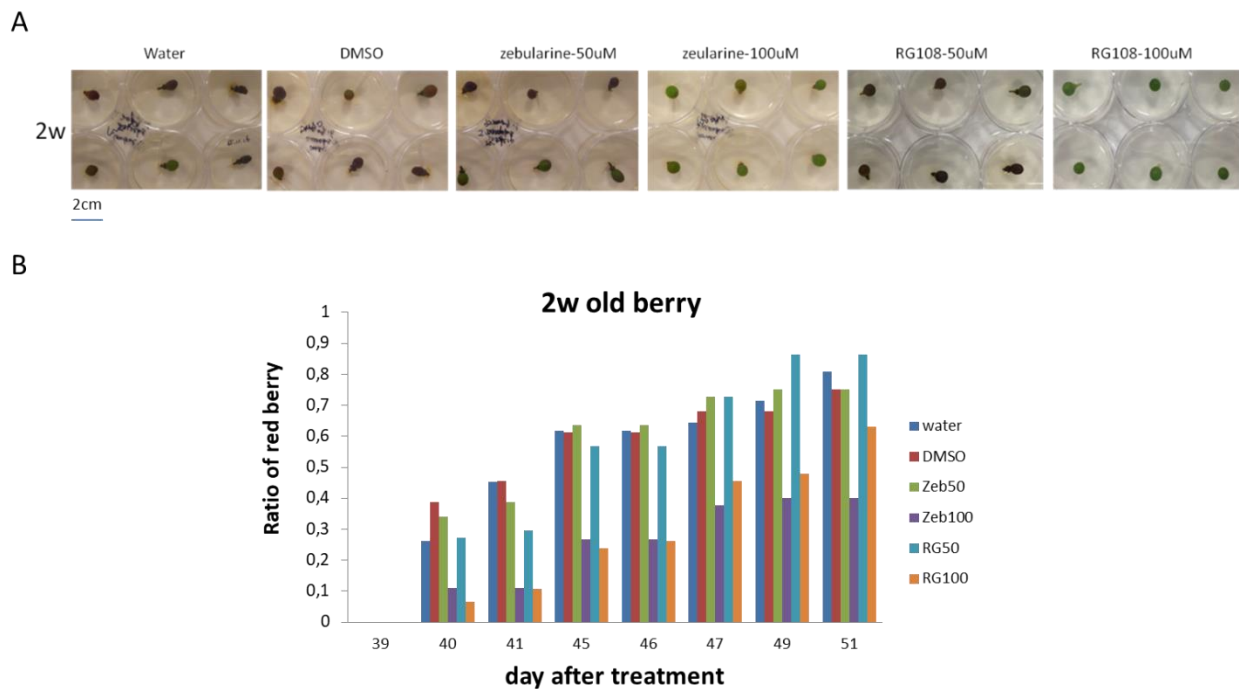 A
Water DMSO zebularine-50uM zeularine-100uM RG108-50uM RG108-100uM
2w
2cm
B
2w old berry
1
0,9
0,8
0,7
0,6
0,5
0,4
0,3
0,2
0,1
0
Ratio of red berry
39 40 41 45 46 47 49 51
day after treatment
water
DMSO
Zeb50
Zeb100
RG50
RG100